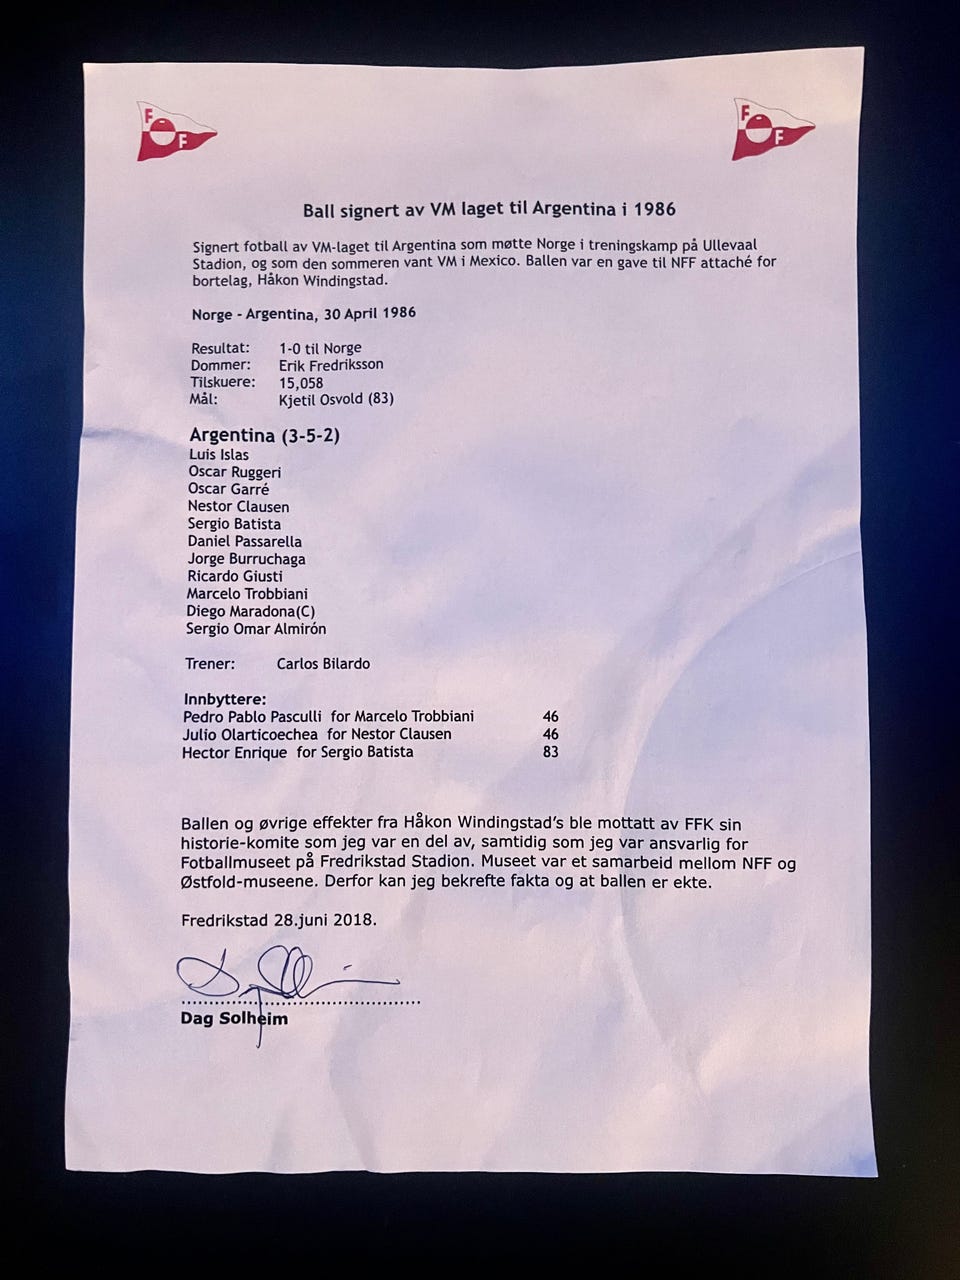 F F
F F
Ball signert av VM laget til Argentina i 1986
Signert fotball av VM-laget til Argentina som møtte Norge i treningskamp på Ullevaal
Stadion, og som den sommeren vant VM i Mexico. Ballen var en gave til NFF attaché for
bortelag, Håkon Windingstad.
Norge - Argentina, 30 April 1986
Resultat: 1-0 til Norge
Dommer: Erik Fredriksson
Tilskuere: 15,058
Mål: Kjetil Osvold (83)
Argentina (3-5-2)
Luis Islas
Oscar Ruggeri
Oscar Garré
Nestor Clausen
Sergio Batista
Daniel Passarella
Jorge Burruchaga
Ricardo Giusti
Marcelo Trobbiani
Diego Maradona(C)
Sergio Omar Almirón
Trener: Carlos Bilardo
Innbyttere:
Pedro Pablo Pasculli for Marcelo Trobbiani 46
Julio Olarticoechea for Nestor Clausen 46
Hector Enrique for Sergio Batista 83
Ballen og øvrige effekter fra Håkon Windingstad's ble mottatt av FFK sin
historie-komite som jeg var en del av, samtidig som jeg var ansvarlig for
Fotballmuseet på Fredrikstad Stadion. Museet var et samarbeid mellom NFF og
Østfold-museene. Derfor kan jeg bekrefte fakta og at ballen er ekte.
Fredrikstad 28.juni 2018.
Dag Solheim